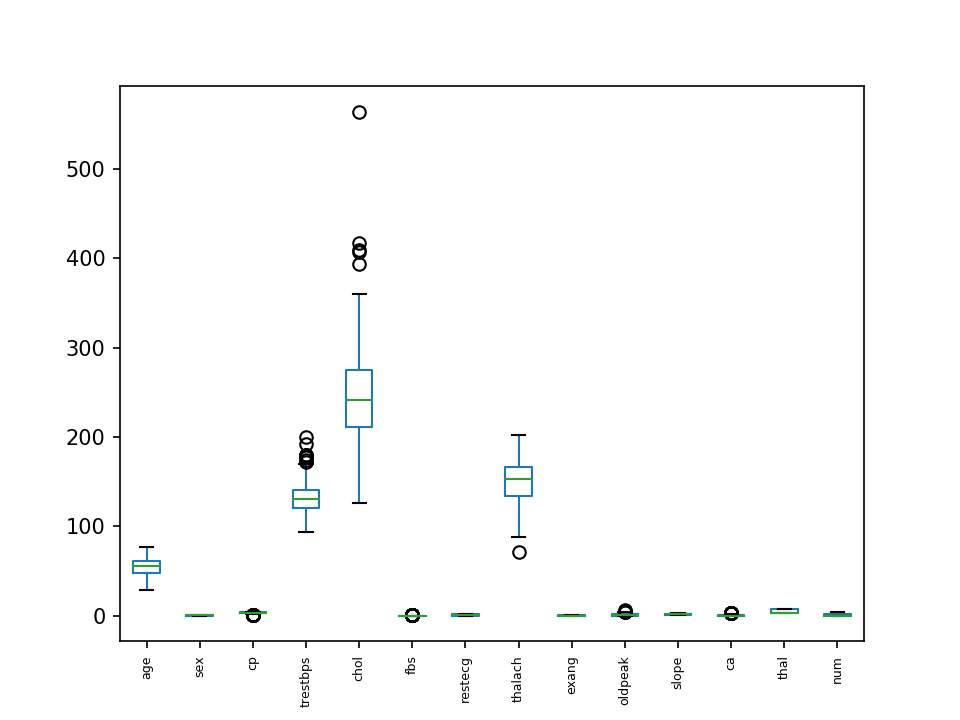 500
400
300
200
100
0
age
sex
cp
trestbps
chol
fbs
restecg
thalach
exang
oldpeak
slope
ca
thal
num